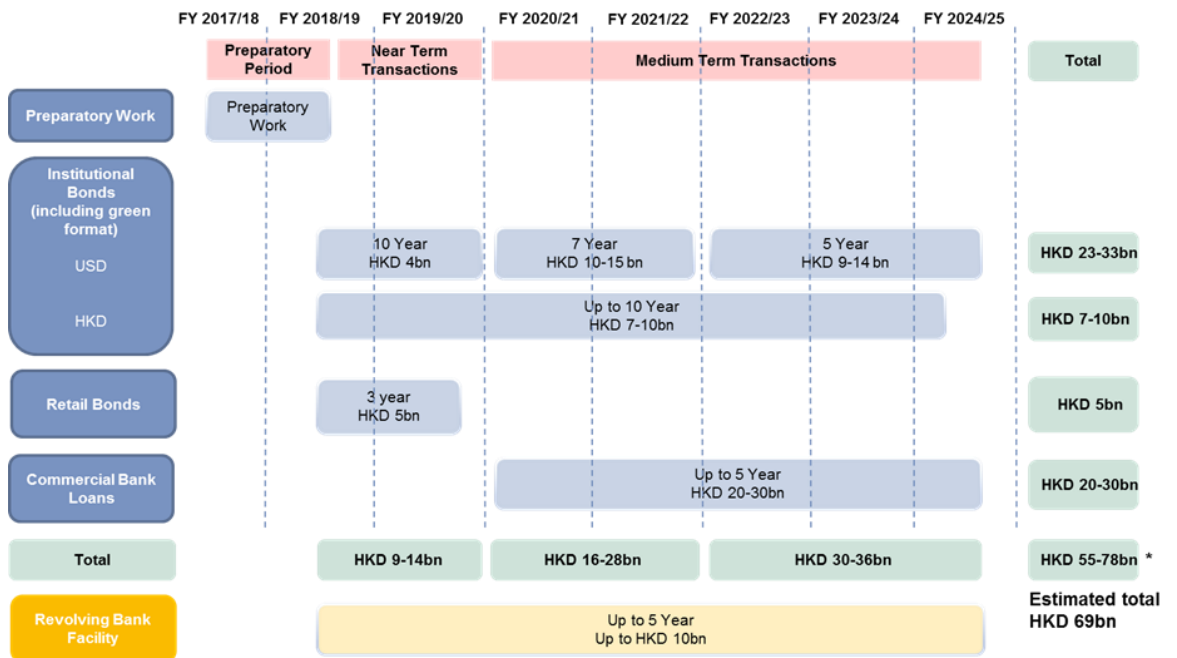 FY 2017/18 FY 2018/19 FY 2019/20 FY 2020/21 FY 2021/22 FY 2022/23 FY 2023/24 FY 2024/25
Preparatory
Period
Near Term
Transactions
Medium Term Transactions
Total
Preparatory Work
Preparatory
Work
Institutional
Bonds
(including green
format)
USD
10 Year
HKD 4bn
7 Year
HKD 10-15 bn
5 Year
HKD 9-14 bn
HKD 23-33bn
HKD
Up to 10 Year
HKD 7-10bn
HKD 7-10bn
Retail Bonds
3 year
HKD 5bn
HKD 5bn
Commercial Bank
Loans
Up to 5 Year
HKD 20-30bn
HKD 20-30bn
Total
HKD 9-14bn
HKD 16-28bn
HKD 30-36bn
HKD 55-78bn *
Estimated total
HKD 69bn
Revolving Bank
Facility
Up to 5 Year
Up to HKD 10bn